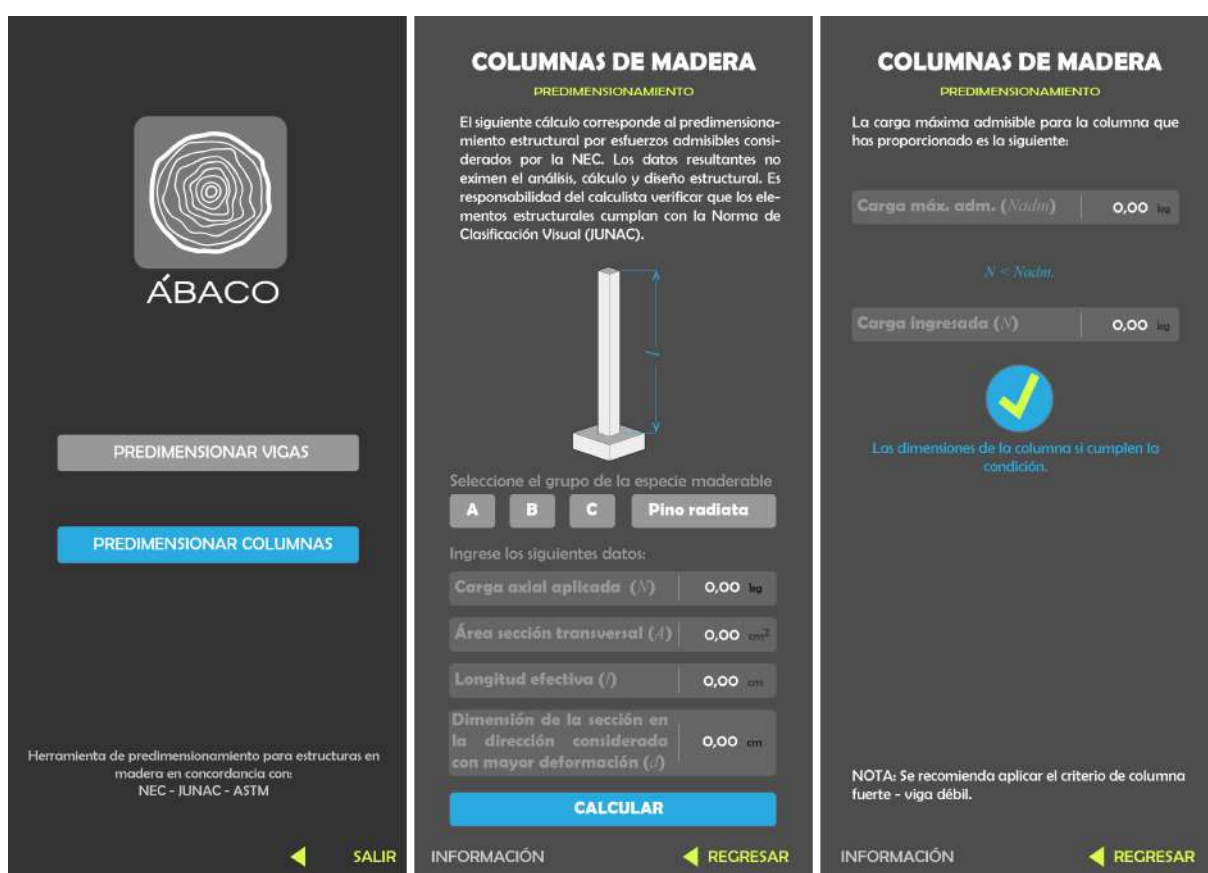 ÁBACO
PREDIMENSIONAR VIGAS
PREDIMENSIONAR COLUMNAS
Herramienta de predimensionamiento para estructuras en
madera en concordancia con:
NEC - JUNAC - ASTM
SALIR
COLUMNAS DE MADERA
PREDIMENSIONAMIENTO
El siguiente cálculo corresponde al predimensiona-
miento estructural por esfuerzos admisibles consi-
derados por la NEC. Los datos resultantes no
eximen el análisis, cálculo y diseño estructural. Es
responsabilidad del calculista verificar que los ele-
mentos estructurales cumplan con la Norma de
Clasificación Visual (JUNAC).
l
Seleccione el grupo de la especie maderable
A B C Pino radiata
Ingrese los siguientes datos:
Carga axial aplicada (N) 0,00 kg
Área sección transversal (A) 0,00 cm²
Longitud efectiva (l) 0,00 cm
Dimensión de la sección en
la dirección considerada 0,00 cm
con mayor deformación (d)
CALCULAR
INFORMACIÓN REGRESAR
COLUMNAS DE MADERA
PREDIMENSIONAMIENTO
La carga máxima admisible para la columna que
has proporcionado es la siguiente:
Carga máx. adm. (Nadm) 0,00 kg
N < Nadm.
Carga ingresada (N) 0,00 kg
Las dimensiones de la columna si cumplen la
condición.
NOTA: Se recomienda aplicar el criterio de columna
fuerte - viga débil.
INFORMACIÓN REGRESAR